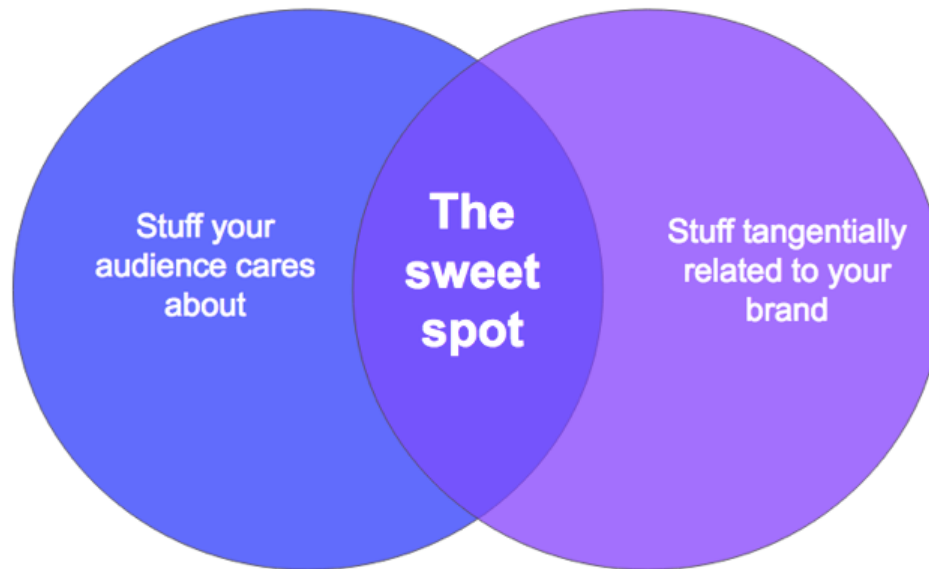 Stuff your
audience cares
about
The
sweet
spot
Stuff tangentially
related to your
brand